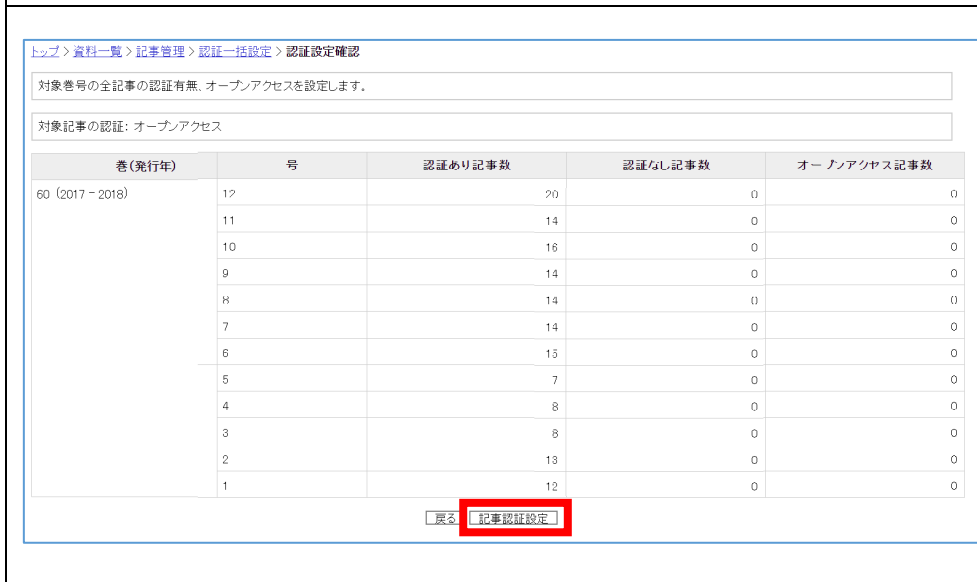 トップ > 資料一覧 > 記事管理 > 認証一括設定 > 認証設定確認
対象巻号の全記事の認証有無、オープンアクセスを設定します。
対象記事の認証: オープンアクセス
巻(発行年) 号 認証あり記事数 認証なし記事数 オープンアクセス記事数
60 (2017 - 2018) 12 20 0 0
11 14 0 0
10 16 0 0
9 14 0 0
8 14 0 0
7 14 0 0
6 15 0 0
5 7 0 0
4 8 0 0
3 8 0 0
2 13 0 0
1 12 0 0
戻る 記事認証設定